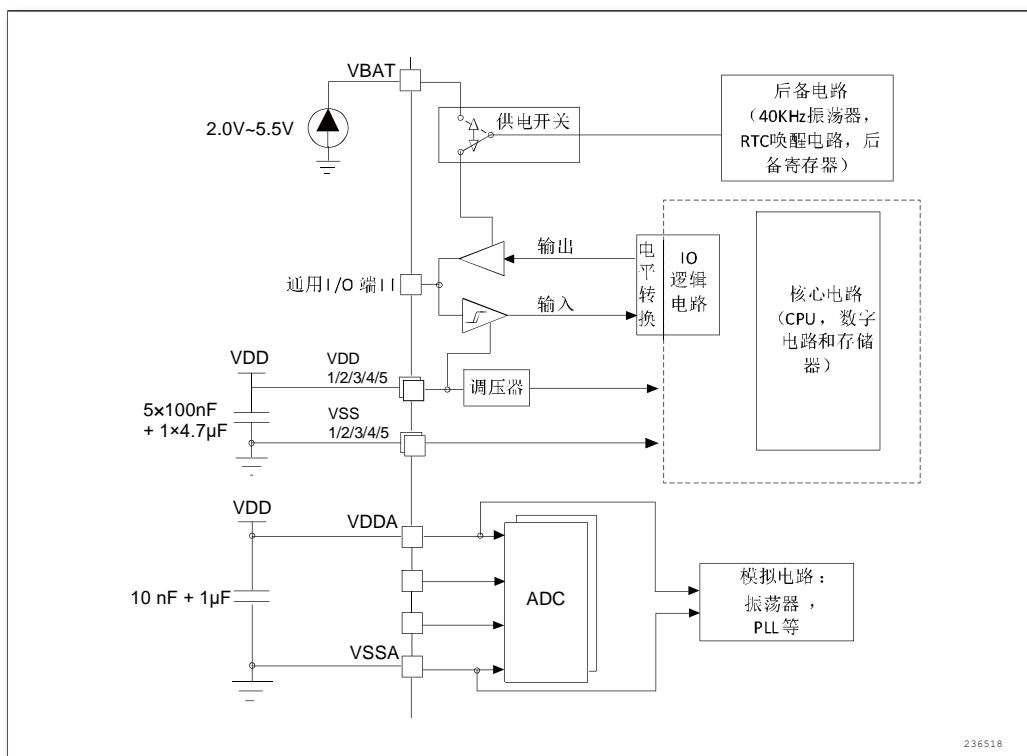 VBAT
2.0V~5.5V
供电开关
后备电路
（40KHz振荡器，
RTC唤醒电路，后
备寄存器）
输出
通用I/O 端口
输入
电
平
转
换
IO
逻辑
电路
核心电路
（CPU，数字
电路和存储
器）
VDD
VDD
1/2/3/4/5
调压器
5×100nF
+ 1×4.7µF
VSS
1/2/3/4/5
VDD
VDDA
10 nF + 1µF
ADC
模拟电路：
振荡器，
PLL等
VSSA
236518